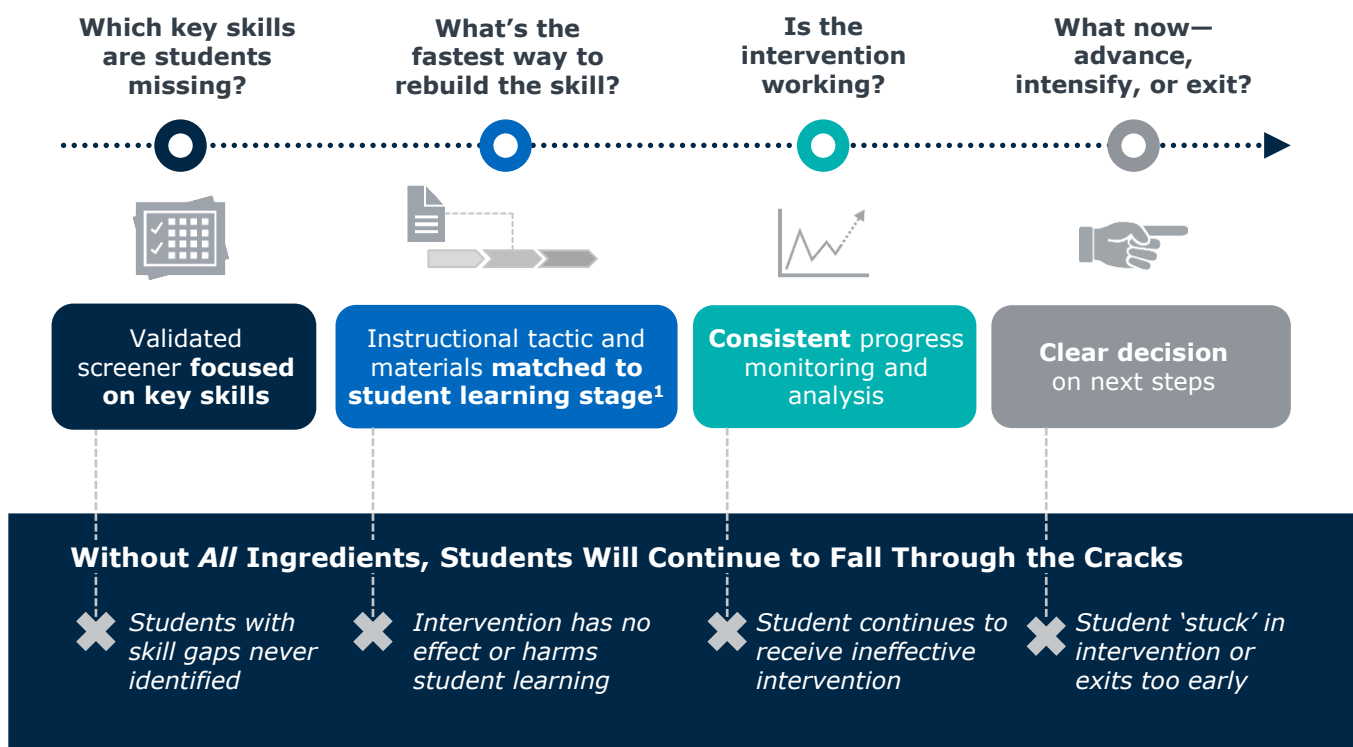 Which key skills
are students
missing?
What’s the
fastest way to
rebuild the skill?
Is the
intervention
working?
What now—
advance,
intensify, or exit?
Validated
screener focused
on key skills
Instructional tactic and
materials matched to
student learning stage¹
Consistent progress
monitoring and
analysis
Clear decision
on next steps
Without All Ingredients, Students Will Continue to Fall Through the Cracks
Students with
skill gaps never
identified
Intervention has no
effect or harms
student learning
Student continues to
receive ineffective
intervention
Student ‘stuck’ in
intervention or
exits too early